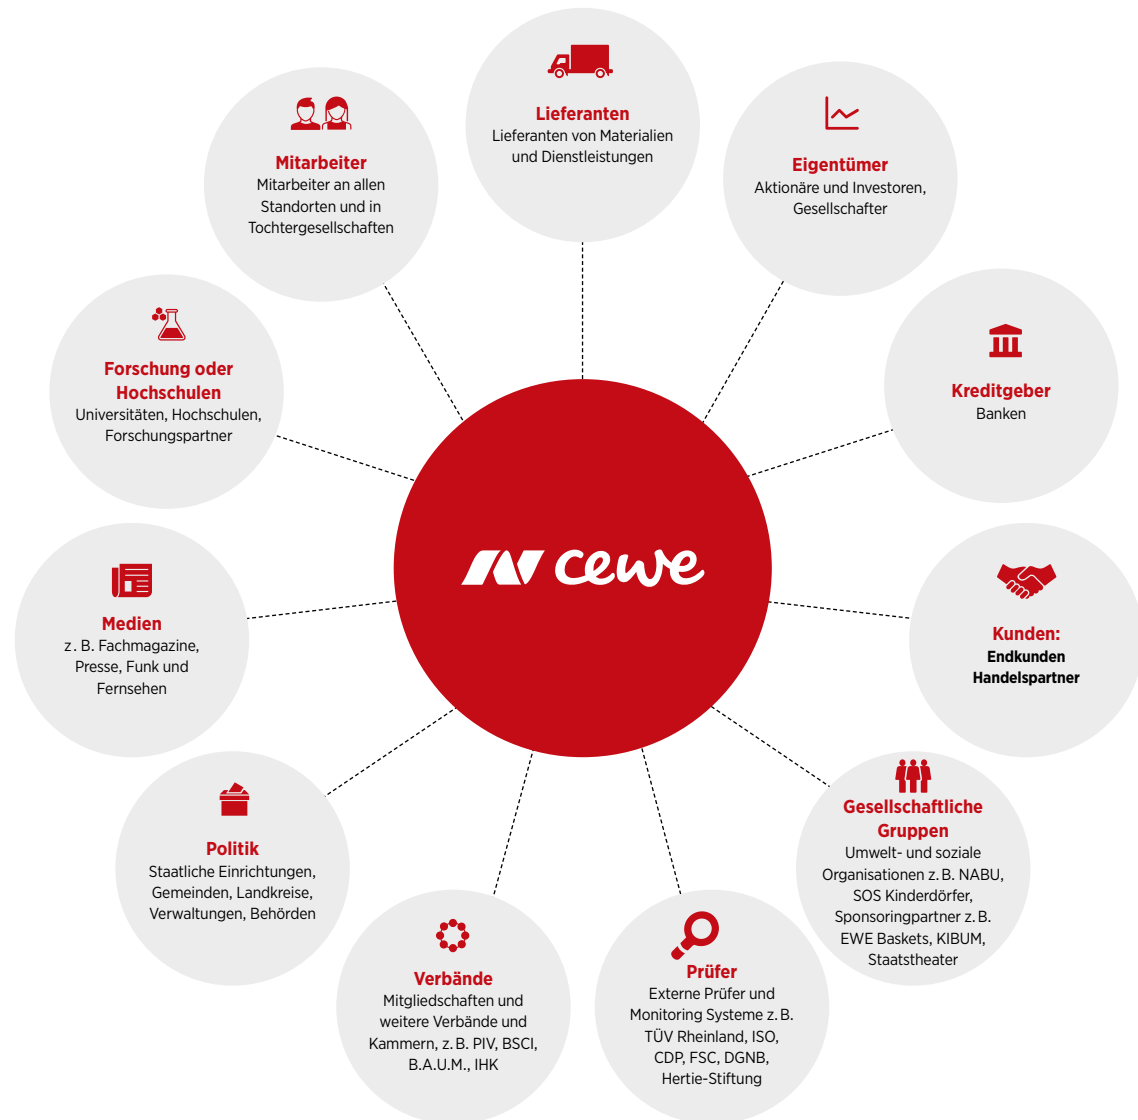 Lieferanten
Lieferanten von Materialien
und Dienstleistungen
Eigentümer
Aktionäre und Investoren,
Gesellschafter
Kreditgeber
Banken
Kunden:
Endkunden
Handelspartner
Gesellschaftliche
Gruppen
Umwelt- und soziale
Organisationen z. B. NABU,
SOS Kinderdörfer,
Sponsoringpartner z. B.
EWE Baskets, KIBUM,
Staatstheater
Prüfer
Externe Prüfer und
Monitoring Systeme z. B.
TÜV Rheinland, ISO,
CDP, FSC, DGNB,
Hertie-Stiftung
Verbände
Mitgliedschaften und
weitere Verbände und
Kammern, z. B. PIV, BSCI,
B.A.U.M., IHK
Politik
Staatliche Einrichtungen,
Gemeinden, Landkreise,
Verwaltungen, Behörden
Medien
z. B. Fachmagazine,
Presse, Funk und
Fernsehen
Forschung oder
Hochschulen
Universitäten, Hochschulen,
Forschungspartner
Mitarbeiter
Mitarbeiter an allen
Standorten und in
Tochtergesellschaften
cewe